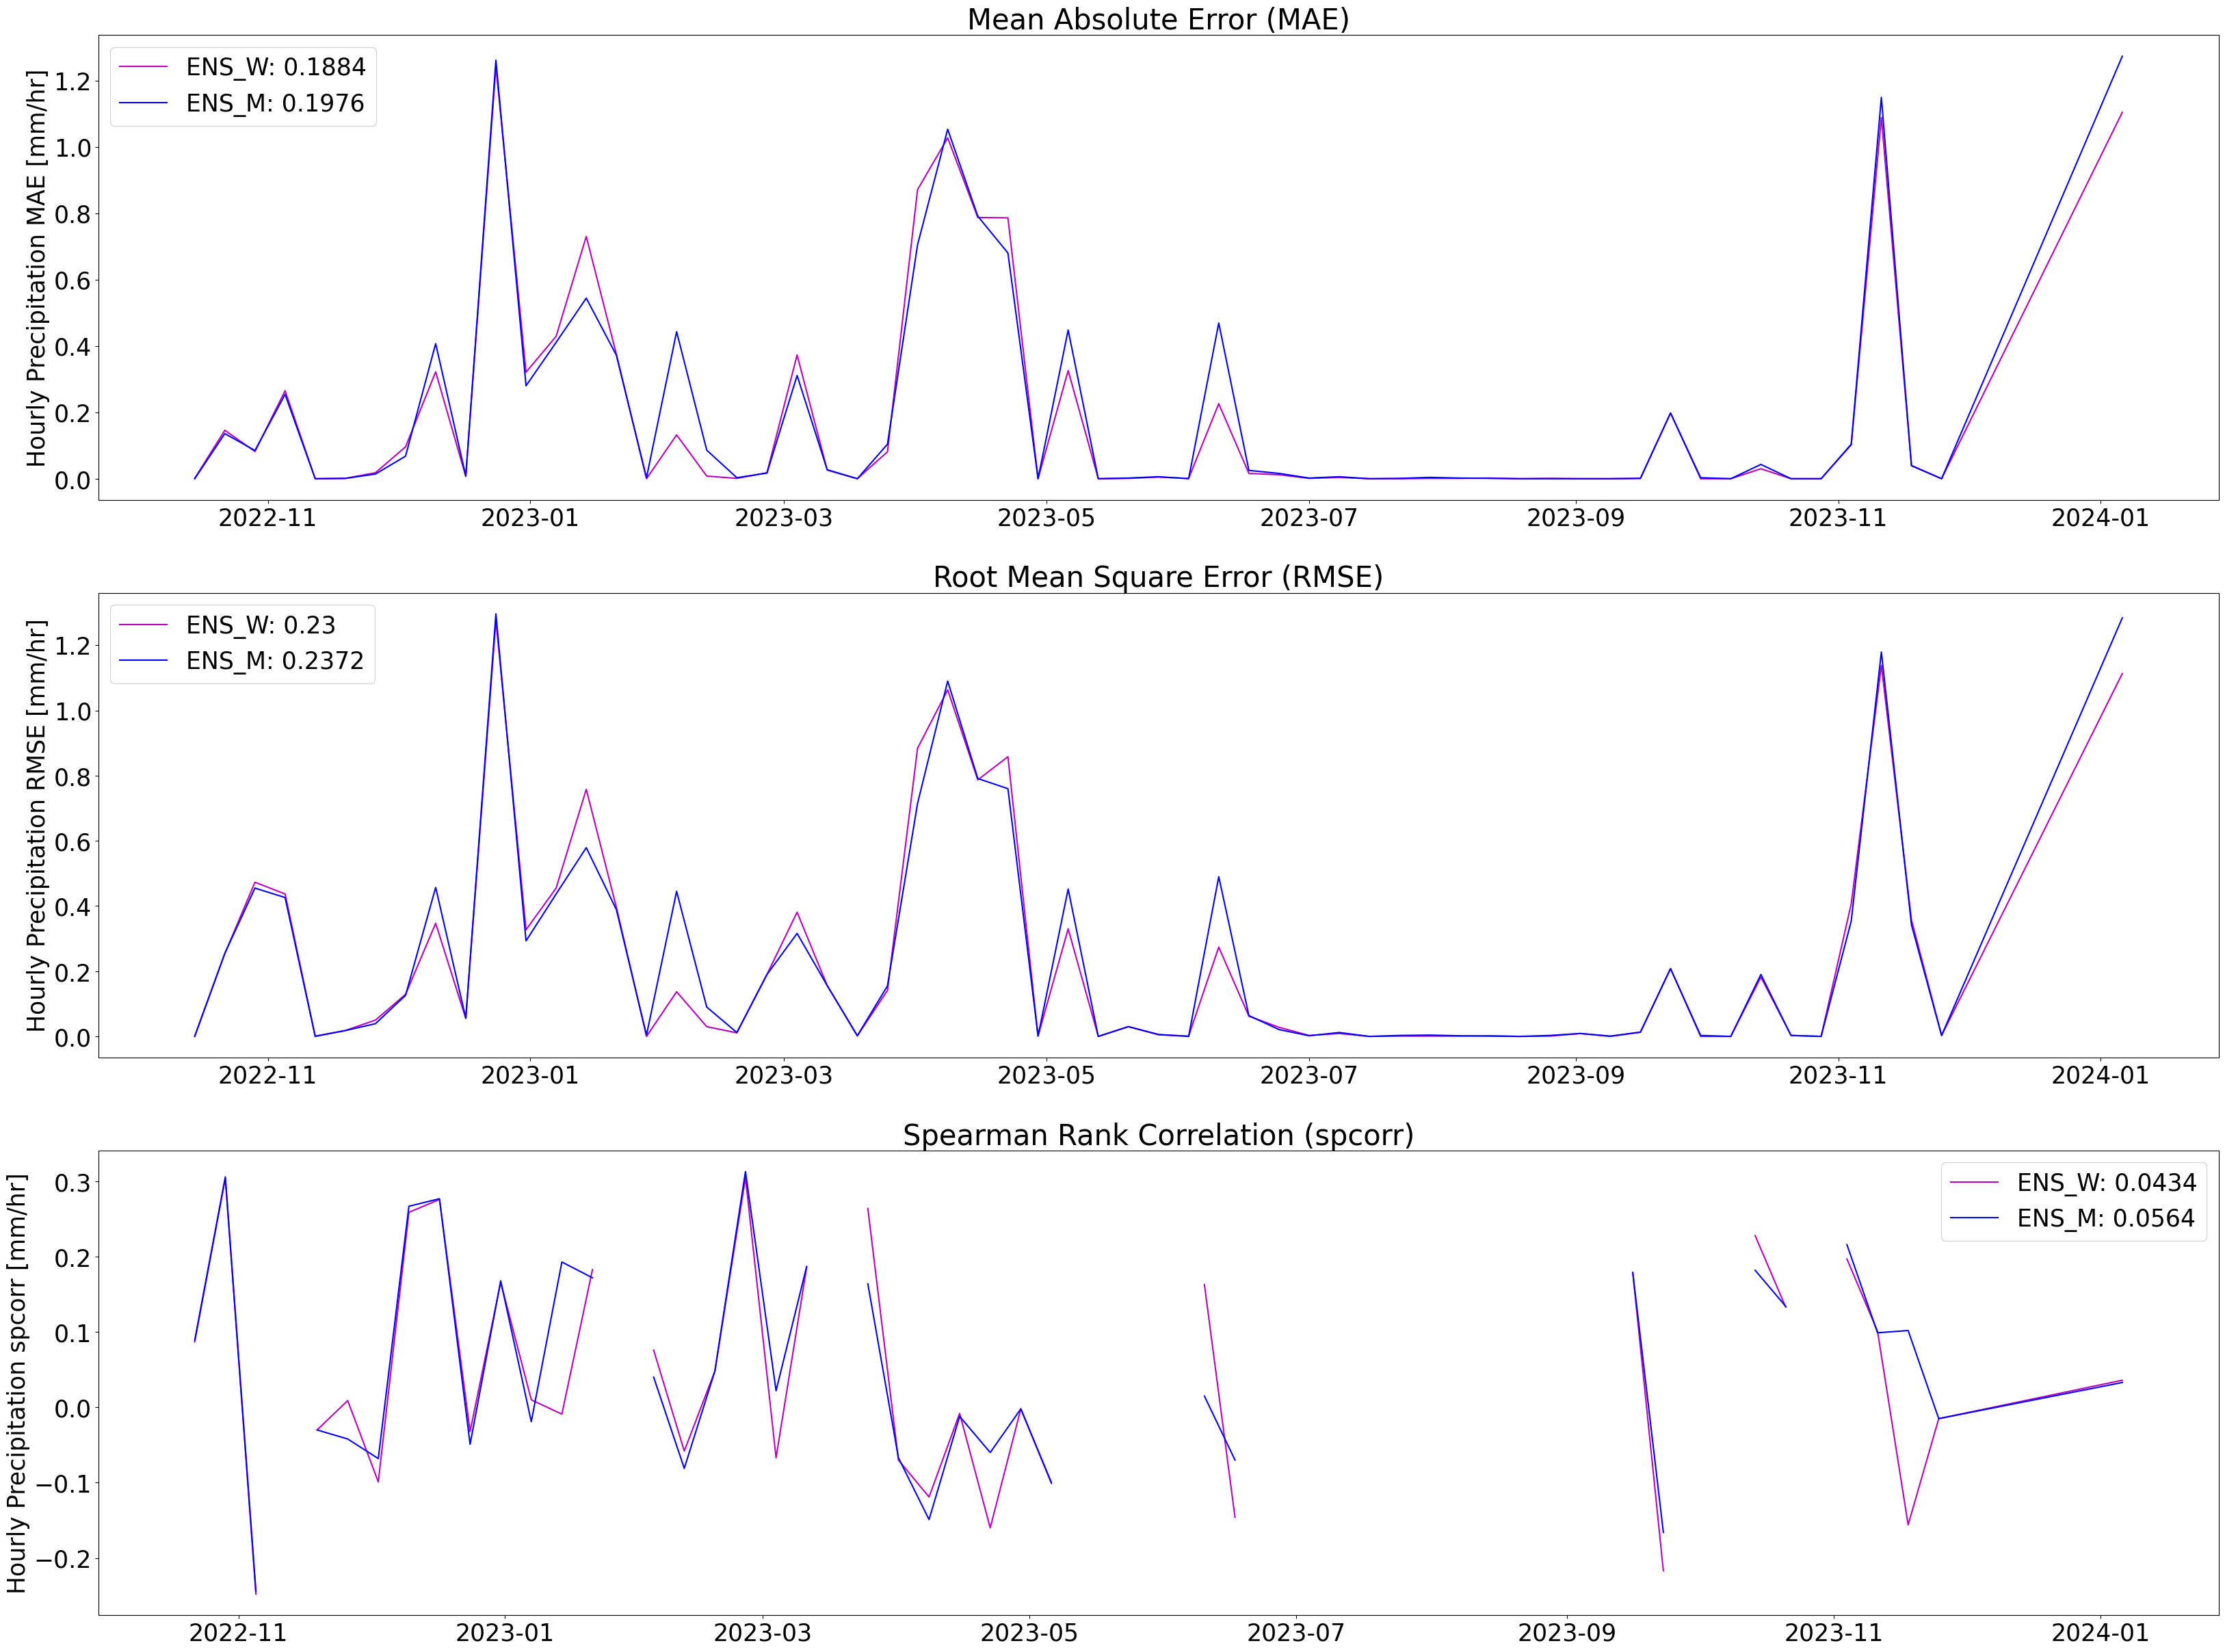 Mean Absolute Error (MAE)
Hourly Precipitation MAE [mm/hr]
ENS_W: 0.1884
ENS_M: 0.1976
1.2
1.0
0.8
0.6
0.4
0.2
0.0
2022-11 2023-01 2023-03 2023-05 2023-07 2023-09 2023-11 2024-01
Root Mean Square Error (RMSE)
Hourly Precipitation RMSE [mm/hr]
ENS_W: 0.23
ENS_M: 0.2372
1.2
1.0
0.8
0.6
0.4
0.2
0.0
2022-11 2023-01 2023-03 2023-05 2023-07 2023-09 2023-11 2024-01
Spearman Rank Correlation (spcorr)
Hourly Precipitation spcorr [mm/hr]
ENS_W: 0.0434
ENS_M: 0.0564
0.3
0.2
0.1
0.0
−0.1
−0.2
2022-11 2023-01 2023-03 2023-05 2023-07 2023-09 2023-11 2024-01